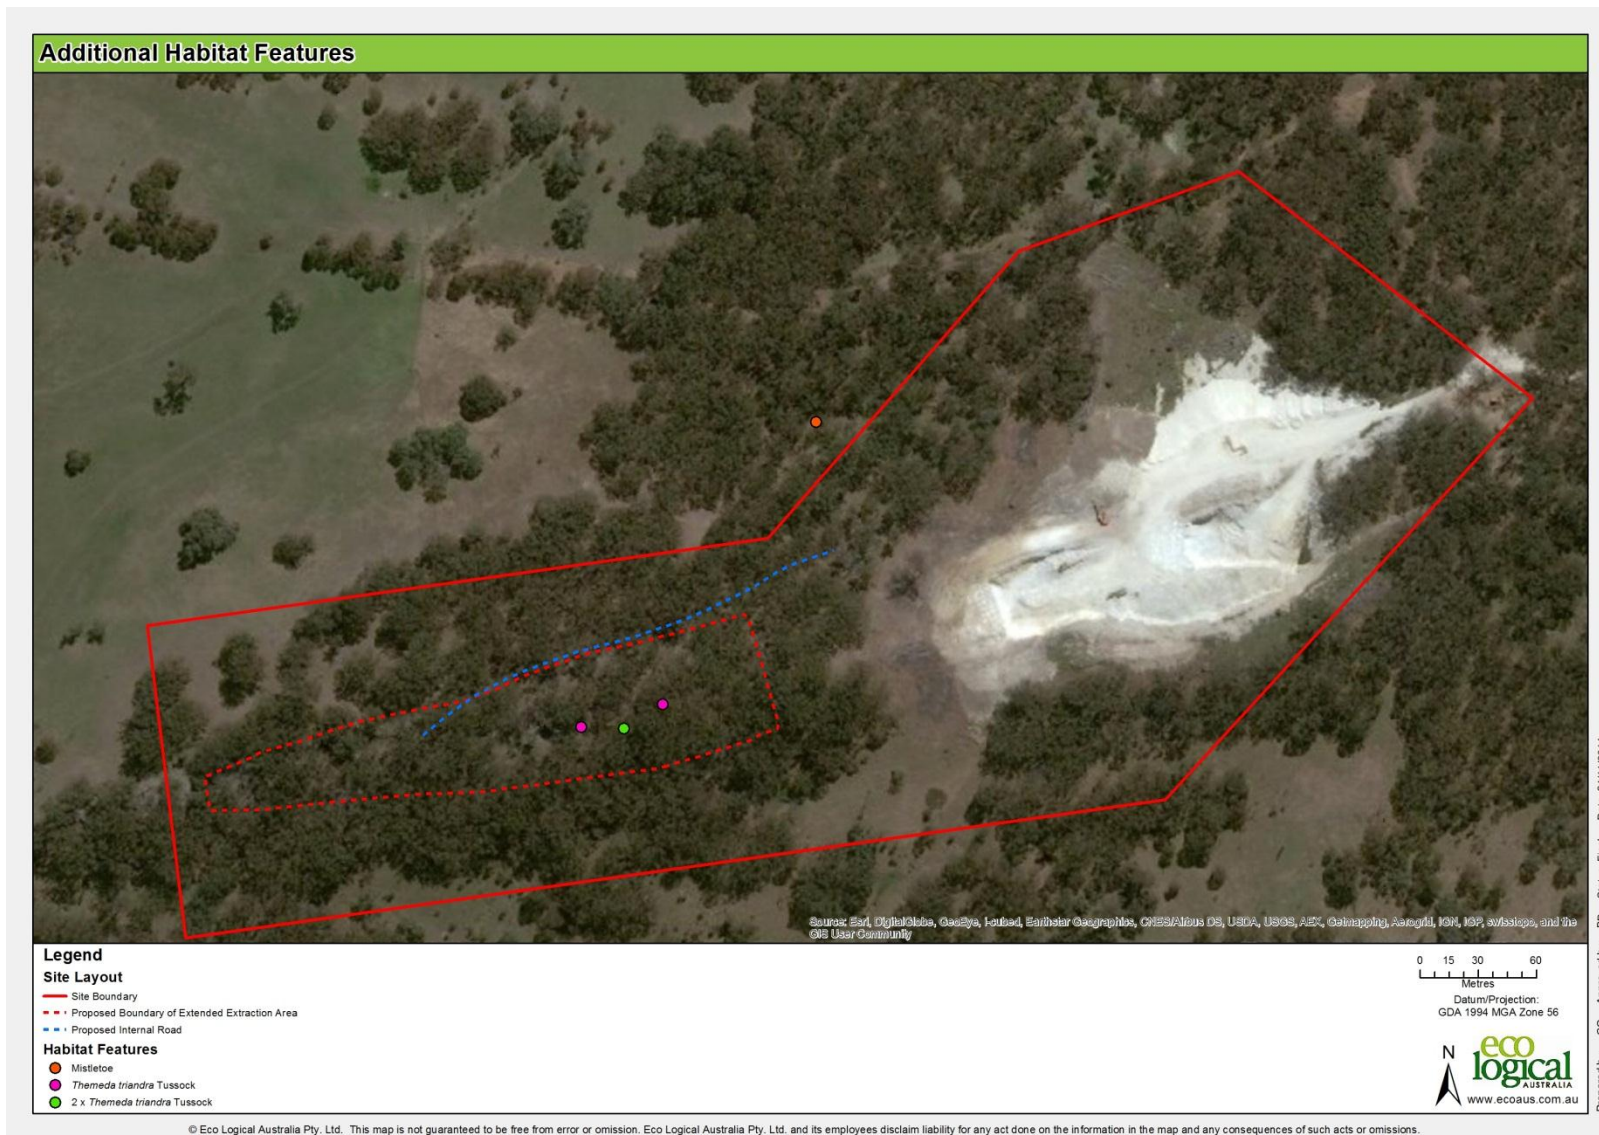 Additional Habitat Features
Source: Esri, DigitalGlobe, GeoEye, i-cubed, Earthstar Geographics, CNES/Airbus DS, USDA, USGS, AEX, Getmapping, Aerogrid, IGN, IGP, swisstopo, and the
GIS User Community
Legend
Site Layout
Site Boundary
Proposed Boundary of Extended Extraction Area
Proposed Internal Road
Habitat Features
Mistletoe
Themeda triandra Tussock
2 x Themeda triandra Tussock
0 15 30 60
Metres
Datum/Projection:
GDA 1994 MGA Zone 56
N
eco
logical
AUSTRALIA
www.ecoaus.com.au
© Eco Logical Australia Pty. Ltd. This map is not guaranteed to be free from error or omission. Eco Logical Australia Pty. Ltd. and its employees disclaim liability for any act done on the information in the map and any consequences of such acts or omissions.